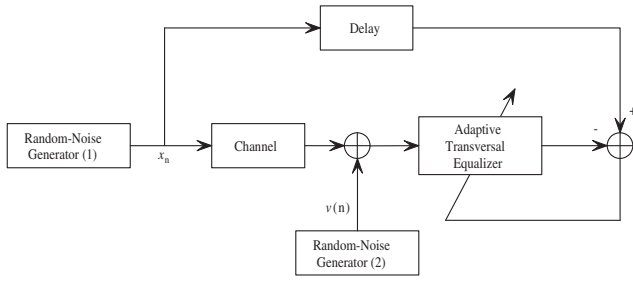 Delay
+
Random-Noise
Generator (1)
xn
Channel
-
Adaptive
Transversal
Equalizer
v(n)
Random-Noise
Generator (2)